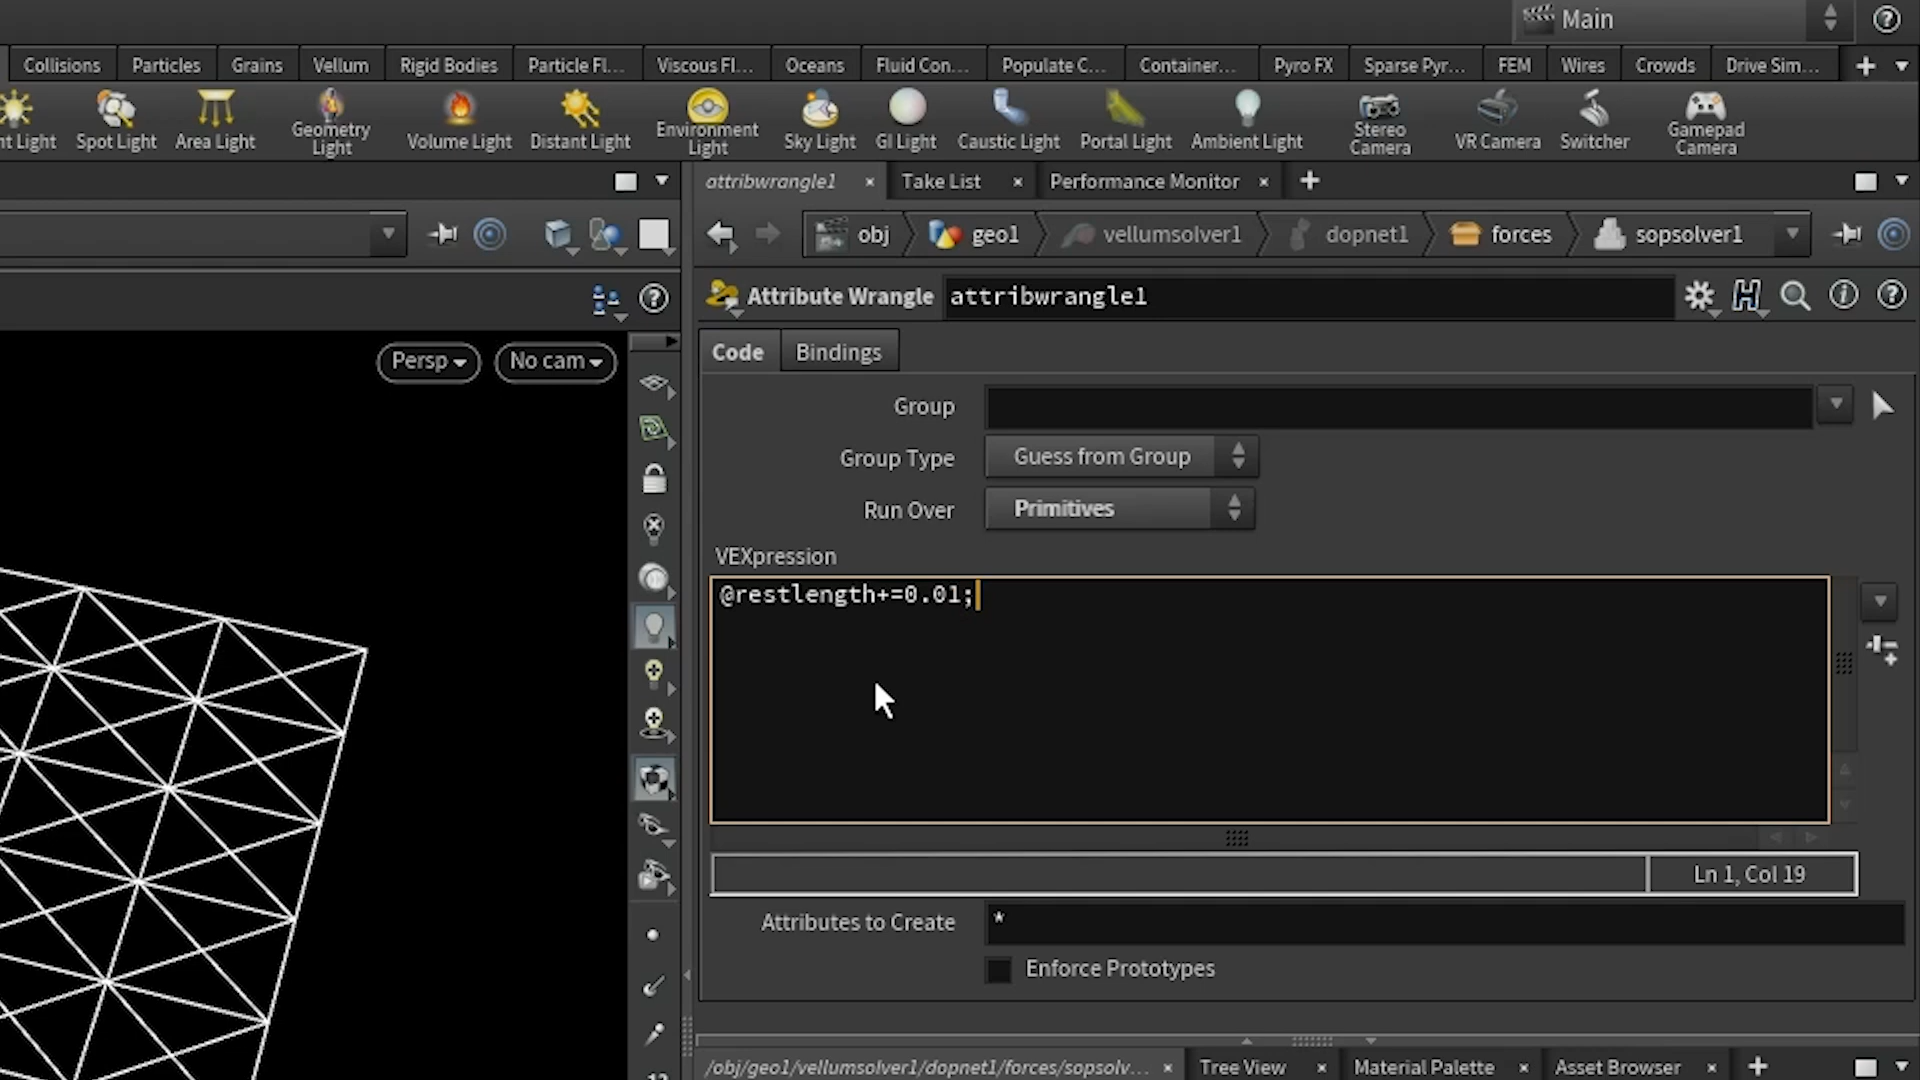 Main
Collisions Particles Grains Vellum Rigid Bodies Particle Fl... Viscous Fl... Oceans Fluid Con... Populate C... Container... Pyro FX Sparse Pyr... FEM Wires Crowds Drive Sim...
nt Light Spot Light Area Light Geometry Light Volume Light Distant Light Environment Light Sky Light GI Light Caustic Light Portal Light Ambient Light Stereo Camera VR Camera Switcher Gamepad Camera
attribwrangle1 Take List Performance Monitor
obj geo1 vellumsolver1 dopnet1 forces sopsolver1
Attribute Wrangle attribwrangle1
Persp No cam
Code Bindings
Group
Group Type Guess from Group
Run Over Primitives
VEXpression
@restlength+=0.01;
Ln 1, Col 19
Attributes to Create *
Enforce Prototypes
/obj/geo1/vellumsolver1/dopnet1/forces/sopsolv... Tree View Material Palette Asset Browser